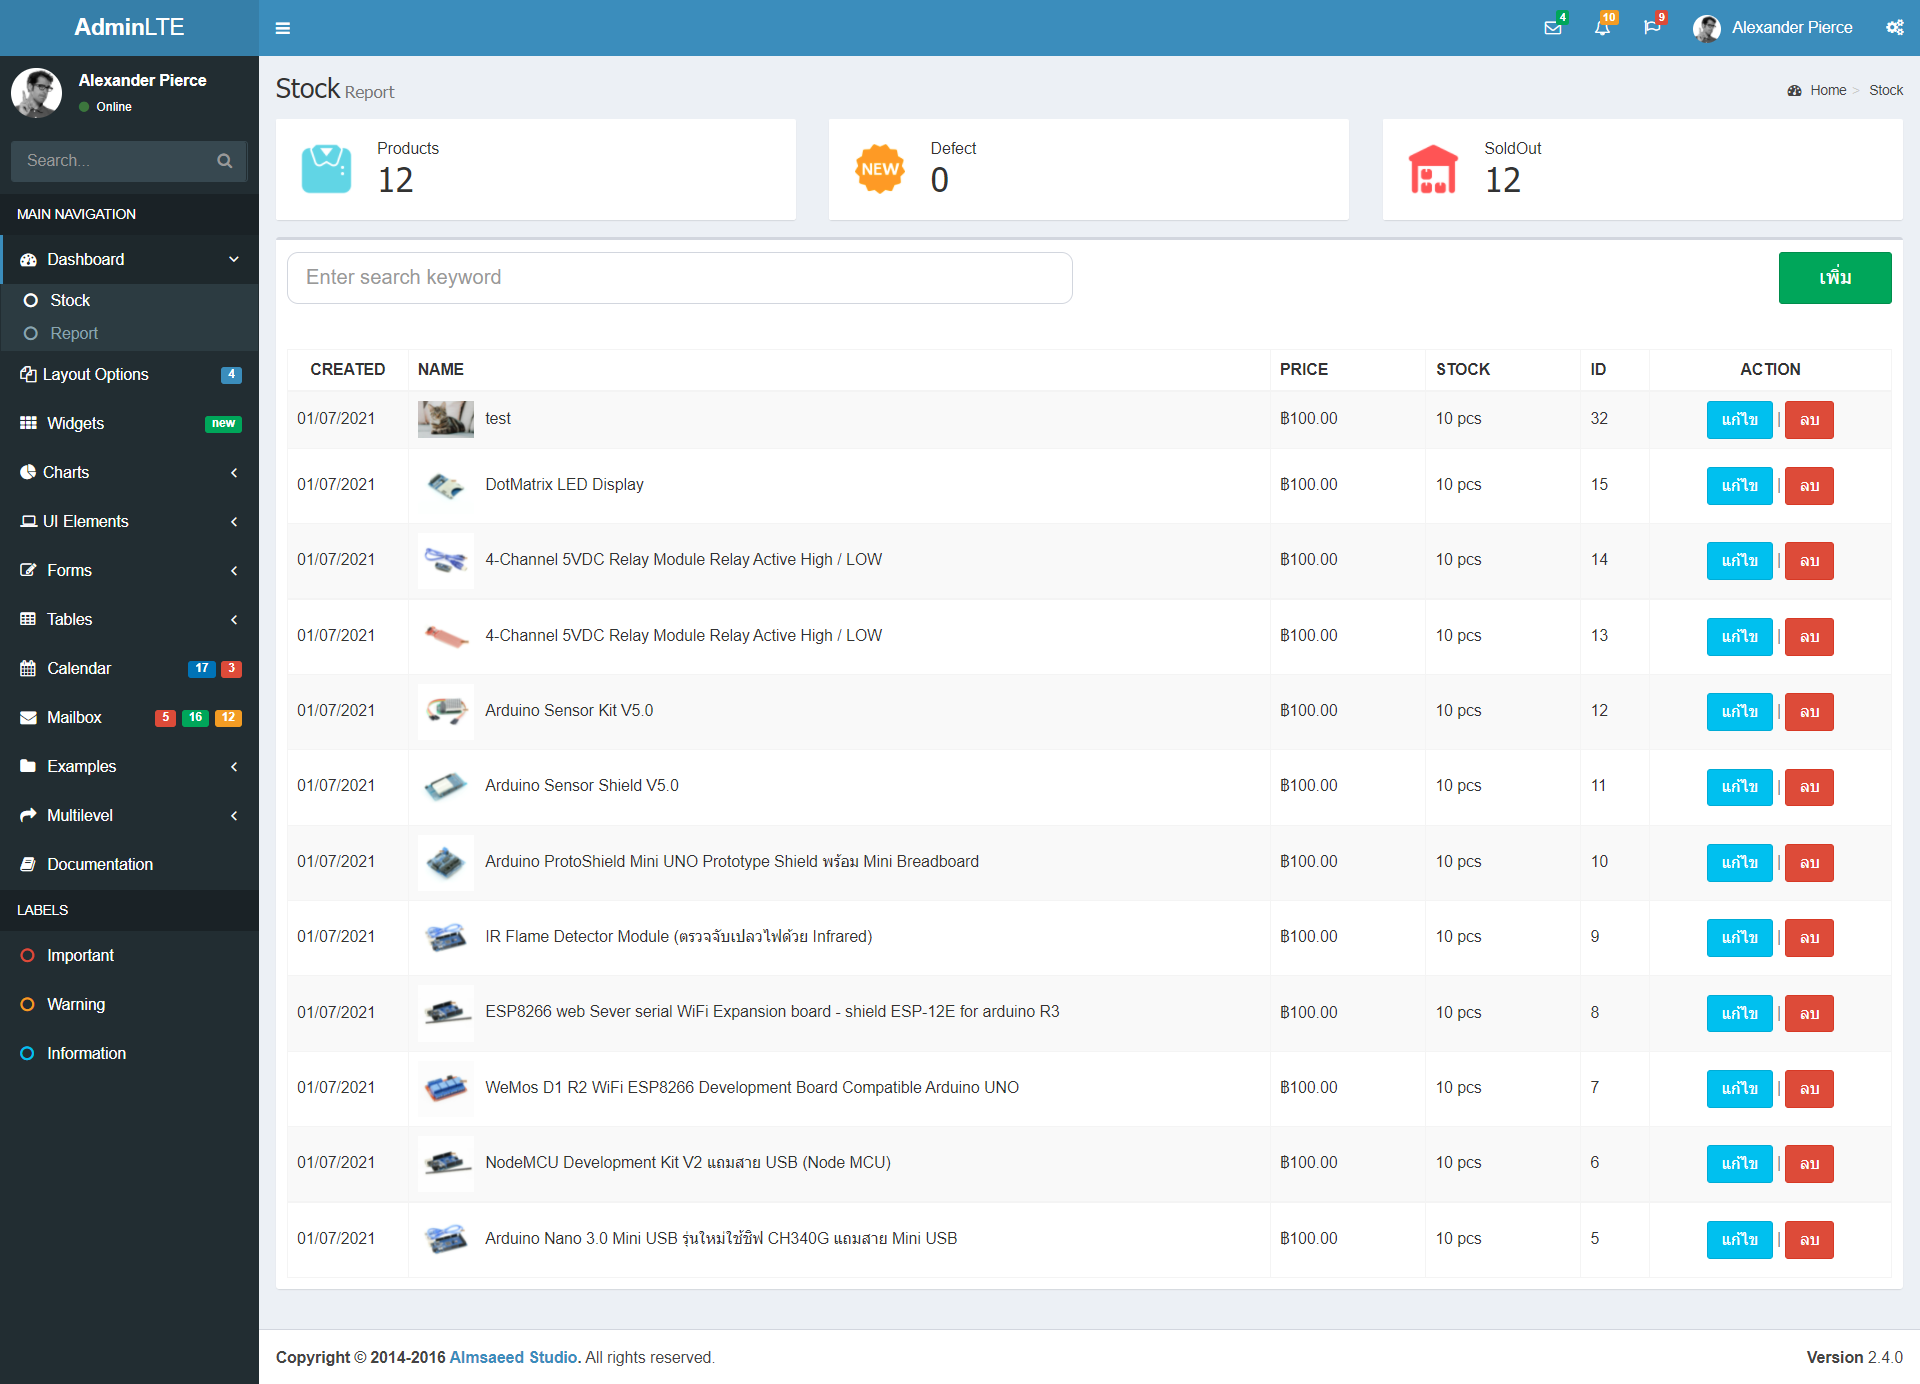 AdminLTE
4
10
9
Alexander Pierce
Alexander Pierce
Online
Search...
MAIN NAVIGATION
Dashboard
Stock
Report
Layout Options 4
Widgets new
Charts
UI Elements
Forms
Tables
Calendar 17 3
Mailbox 5 16 12
Examples
Multilevel
Documentation
LABELS
Important
Warning
Information
Stock Report
Home > Stock
Products
12
NEW
Defect
0
SoldOut
12
Enter search keyword
เพิ่ม
CREATED NAME PRICE STOCK ID ACTION
01/07/2021 test ฿100.00 10 pcs 32 แก้ไข | ลบ
01/07/2021 DotMatrix LED Display ฿100.00 10 pcs 15 แก้ไข | ลบ
01/07/2021 4-Channel 5VDC Relay Module Relay Active High / LOW ฿100.00 10 pcs 14 แก้ไข | ลบ
01/07/2021 4-Channel 5VDC Relay Module Relay Active High / LOW ฿100.00 10 pcs 13 แก้ไข | ลบ
01/07/2021 Arduino Sensor Kit V5.0 ฿100.00 10 pcs 12 แก้ไข | ลบ
01/07/2021 Arduino Sensor Shield V5.0 ฿100.00 10 pcs 11 แก้ไข | ลบ
01/07/2021 Arduino ProtoShield Mini UNO Prototype Shield พร้อม Mini Breadboard ฿100.00 10 pcs 10 แก้ไข | ลบ
01/07/2021 IR Flame Detector Module (ตรวจจับเปลวไฟด้วย Infrared) ฿100.00 10 pcs 9 แก้ไข | ลบ
01/07/2021 ESP8266 web Sever serial WiFi Expansion board - shield ESP-12E for arduino R3 ฿100.00 10 pcs 8 แก้ไข | ลบ
01/07/2021 WeMos D1 R2 WiFi ESP8266 Development Board Compatible Arduino UNO ฿100.00 10 pcs 7 แก้ไข | ลบ
01/07/2021 NodeMCU Development Kit V2 แถมสาย USB (Node MCU) ฿100.00 10 pcs 6 แก้ไข | ลบ
01/07/2021 Arduino Nano 3.0 Mini USB รุ่นใหม่ใช้ชิฟ CH340G แถมสาย Mini USB ฿100.00 10 pcs 5 แก้ไข | ลบ
Copyright © 2014-2016 Almsaeed Studio. All rights reserved.
Version 2.4.0